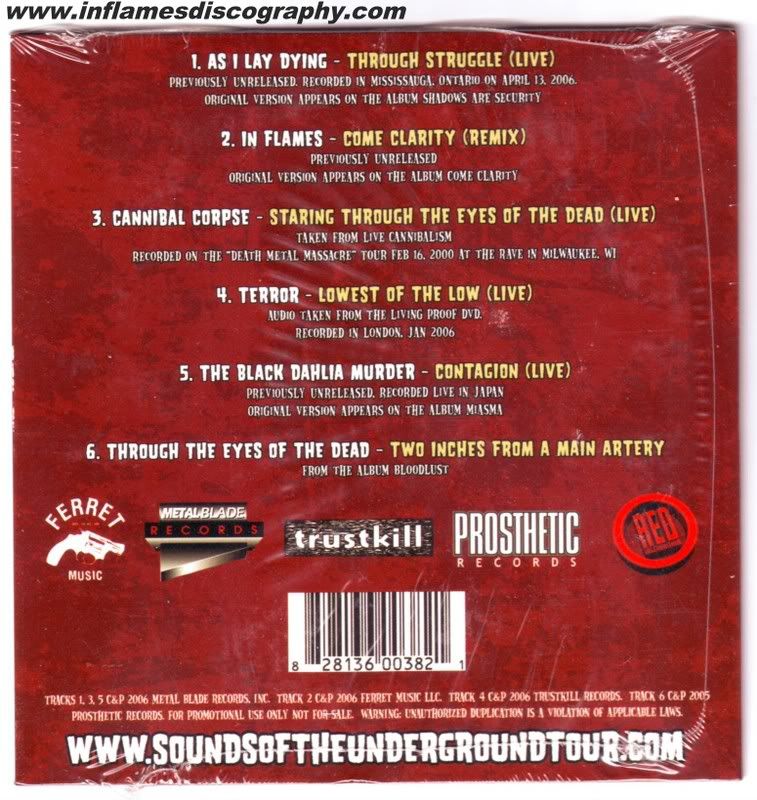 www.inflamesdiscography.com
1. AS I LAY DYING - THROUGH STRUGGLE (LIVE)
PREVIOUSLY UNRELEASED. RECORDED IN MISSISSAUGA, ONTARIO ON APRIL 13, 2006.
ORIGINAL VERSION APPEARS ON THE ALBUM SHADOWS ARE SECURITY
2. IN FLAMES - COME CLARITY (REMIX)
PREVIOUSLY UNRELEASED
ORIGINAL VERSION APPEARS ON THE ALBUM COME CLARITY
3. CANNIBAL CORPSE - STARING THROUGH THE EYES OF THE DEAD (LIVE)
TAKEN FROM LIVE CANNIBALISM
RECORDED ON THE "DEATH METAL MASSACRE" TOUR FEB 16, 2000 AT THE RAVE IN MILWAUKEE, WI
4. TERROR - LOWEST OF THE LOW (LIVE)
AUDIO TAKEN FROM THE LIVING PROOF DVD.
RECORDED IN LONDON, JAN 2006
5. THE BLACK DAHLIA MURDER - CONTAGION (LIVE)
PREVIOUSLY UNRELEASED. RECORDED LIVE IN JAPAN
ORIGINAL VERSION APPEARS ON THE ALBUM MIASMA
6. THROUGH THE EYES OF THE DEAD - TWO INCHES FROM A MAIN ARTERY
FROM THE ALBUM BLOODLUST
FERRET
MUSIC
METAL BLADE
RECORDS
trustkill
PROSTHETIC
RECORDS
RED
8 28136 00382 1
TRACKS 1, 3, 5 C&P 2006 METAL BLADE RECORDS, INC. TRACK 2 C&P 2006 FERRET MUSIC LLC. TRACK 4 C&P 2006 TRUSTKILL RECORDS. TRACK 6 C&P 2005
PROSTHETIC RECORDS. FOR PROMOTIONAL USE ONLY NOT FOR SALE. WARNING: UNAUTHORIZED DUPLICATION IS A VIOLATION OF APPLICABLE LAWS.
WWW.SOUNDSOFTHEUNDERGROUNDTOUR.COM